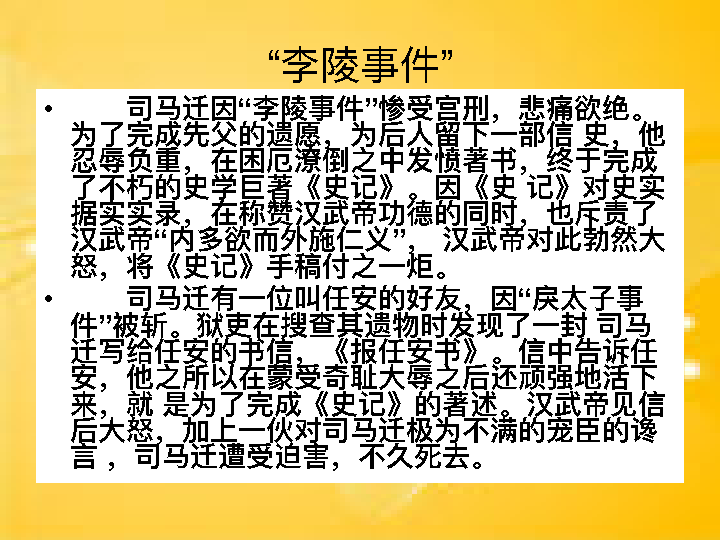 “李陵事件”
• 司马迁因“李陵事件”惨受宫刑，悲痛欲绝。
为了完成先父的遗愿，为后人留下一部信 史，他
忍辱负重，在困厄潦倒之中发愤著书，终于完成
了不朽的史学巨著《史记》。因《史 记》对史实
据实实录，在称赞汉武帝功德的同时，也斥责了
汉武帝“内多欲而外施仁义”， 汉武帝对此勃然大
怒，将《史记》手稿付之一炬。
• 司马迁有一位叫任安的好友，因“戾太子事
件”被斩。狱吏在搜查其遗物时发现了一封 司马
迁写给任安的书信，《报任安书》。信中告诉任
安，他之所以在蒙受奇耻大辱之后还顽强地活下
来，就 是为了完成《史记》的著述。汉武帝见信
后大怒，加上一伙对司马迁极为不满的宠臣的谗
言 ，司马迁遭受迫害，不久死去。